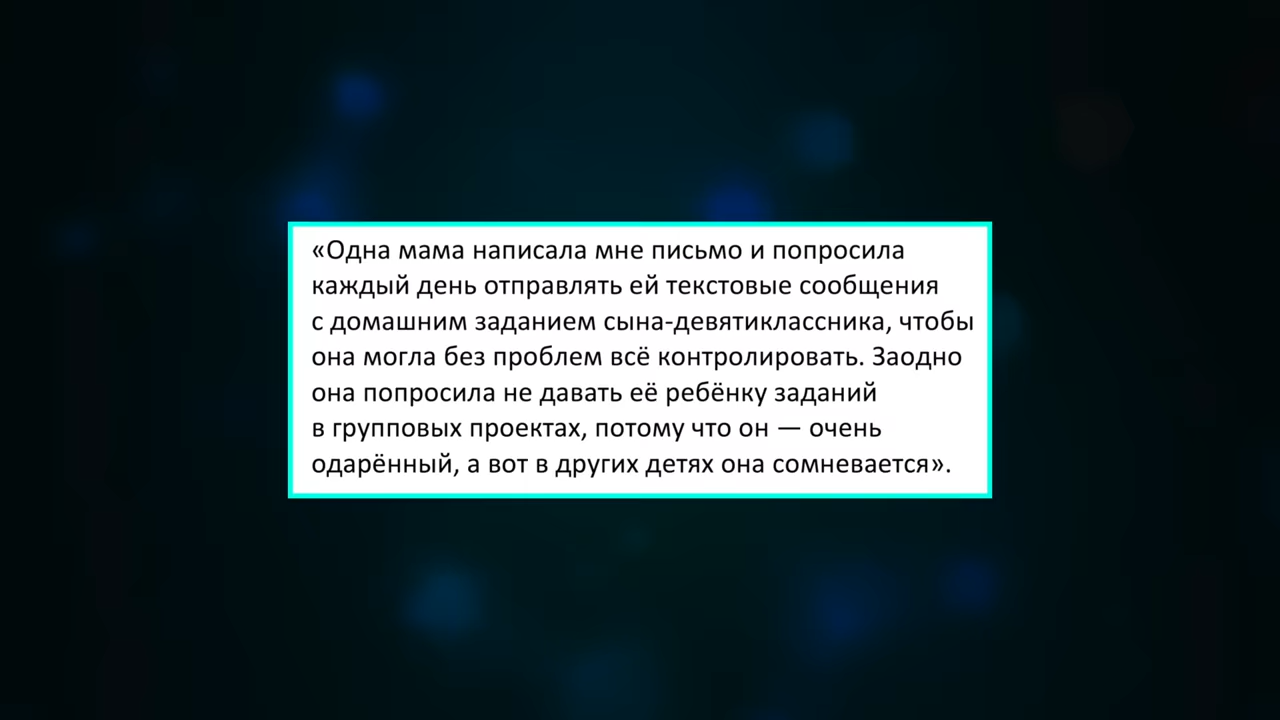 «Одна мама написала мне письмо и попросила
каждый день отправлять ей текстовые сообщения
с домашним заданием сына-девятиклассника, чтобы
она могла без проблем всё контролировать. Заодно
она попросила не давать её ребёнку заданий
в групповых проектах, потому что он — очень
одарённый, а вот в других детях она сомневается».